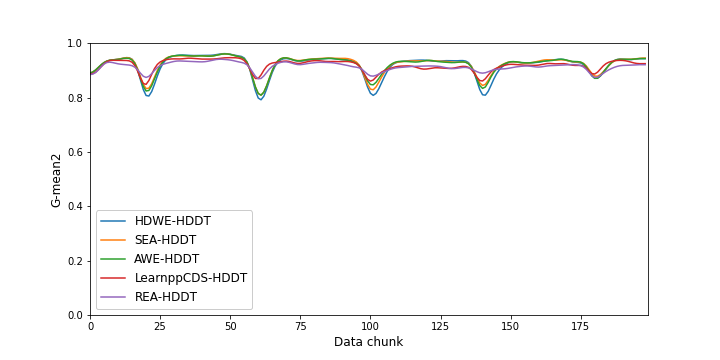 1.0
0.8
0.6
0.4
0.2
0.0
G-mean2
HDWE-HDDT
SEA-HDDT
AWE-HDDT
LearnppCDS-HDDT
REA-HDDT
0 25 50 75 100 125 150 175
Data chunk